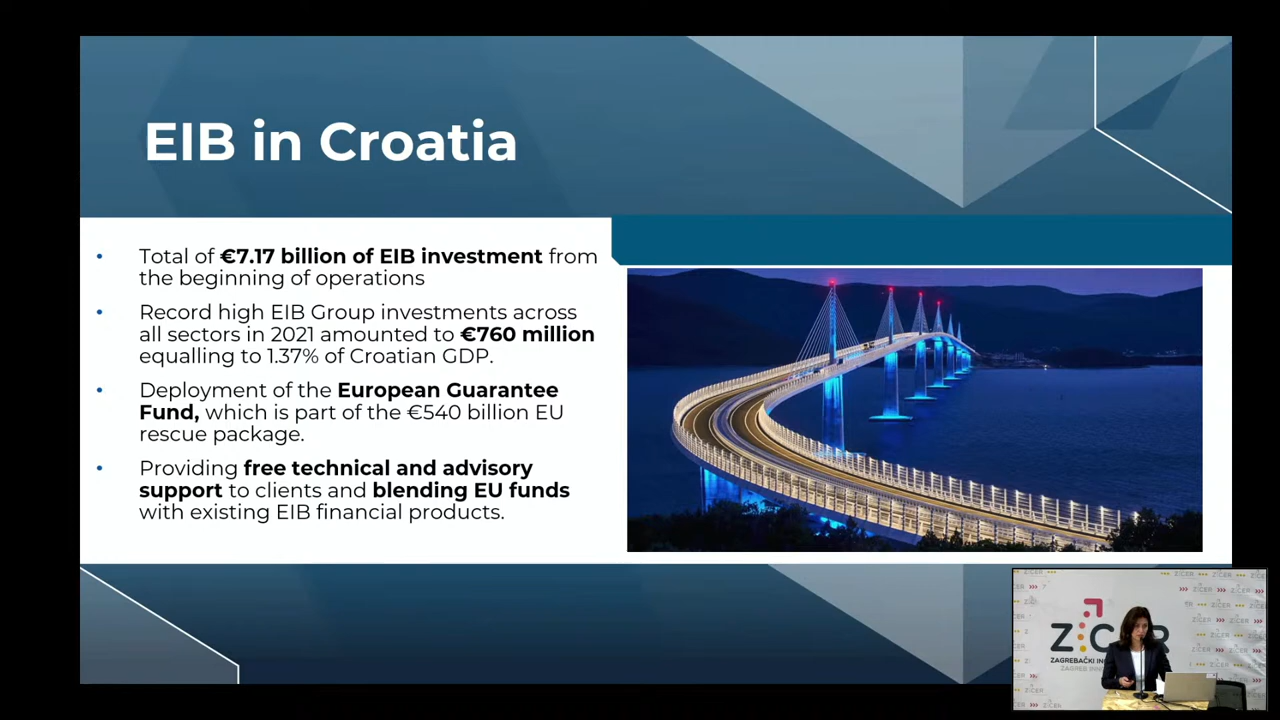 EIB in Croatia
• Total of €7.17 billion of EIB investment from
the beginning of operations
• Record high EIB Group investments across
all sectors in 2021 amounted to €760 million
equalling to 1.37% of Croatian GDP.
• Deployment of the European Guarantee
Fund, which is part of the €540 billion EU
rescue package.
• Providing free technical and advisory
support to clients and blending EU funds
with existing EIB financial products.
ZAGREBAČKI